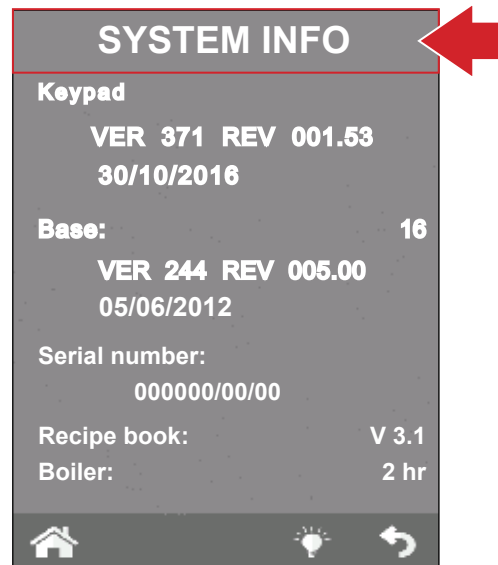 SYSTEM INFO
Keypad
VER 371 REV 001.53
30/10/2016
Base: 16
VER 244 REV 005.00
05/06/2012
Serial number:
000000/00/00
Recipe book: V 3.1
Boiler: 2 hr